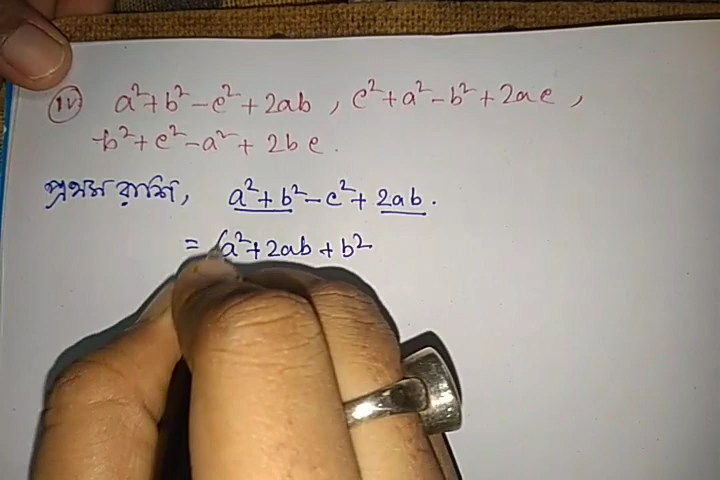 (iv) a²+b²-c²+2ab, c²+a²-b²+2ac,
b²+c²-a²+2bc.
প্রথম রাশি, a²+b²-c²+2ab.
= (a²+2ab+b²